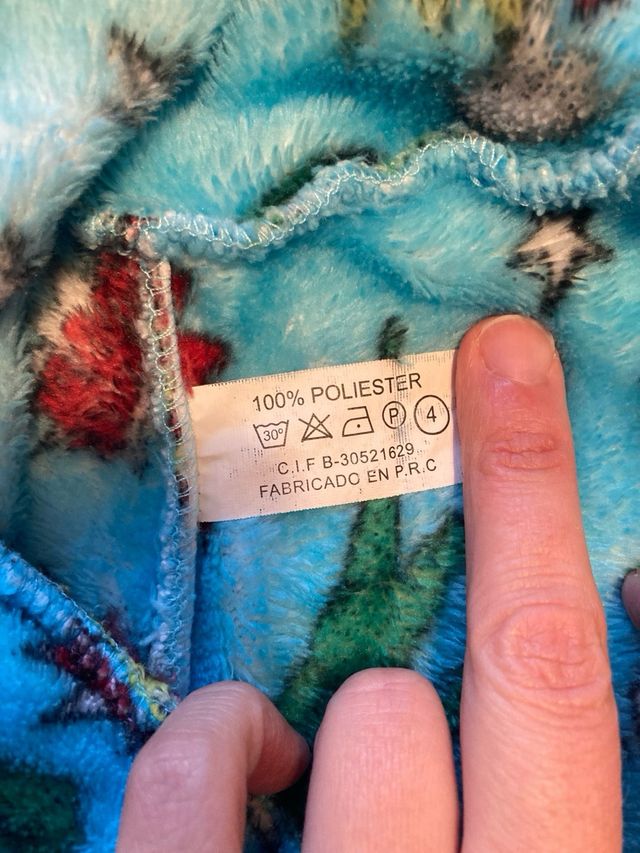 100% POLIESTER
30° P 4
C.I.F B-30521629
FABRICADO EN P.R.C